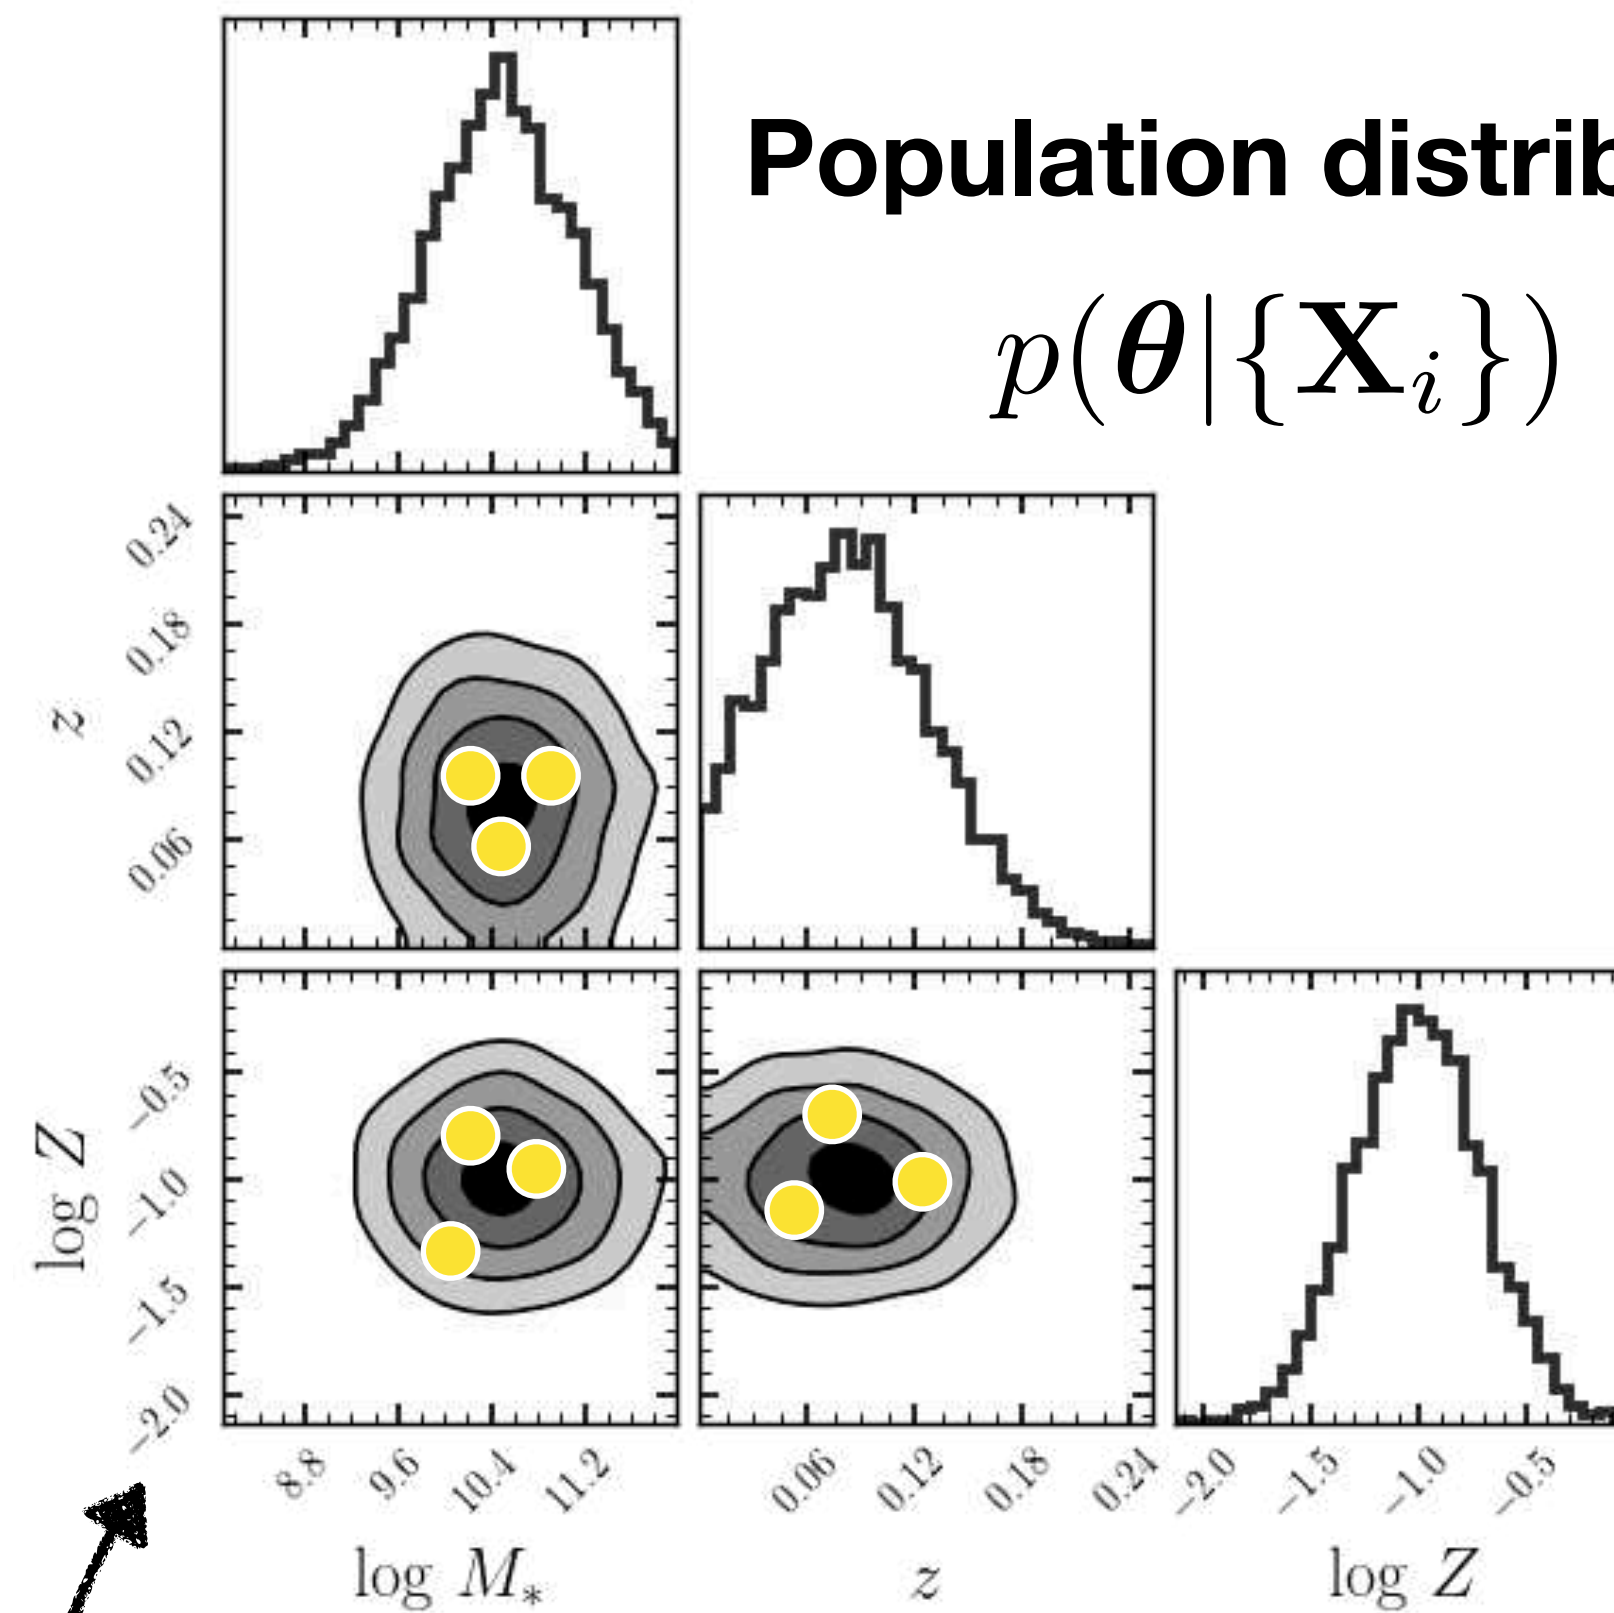 Population distrib
p(θ|{X_i})
0.24
0.18
z
0.12
0.06
log Z
−0.5
−1.0
−1.5
−2.0
8.8 9.6 10.4 11.2 0.06 0.12 0.18 0.24 −2.0 −1.5 −1.0 −0.5
log M_* z log Z